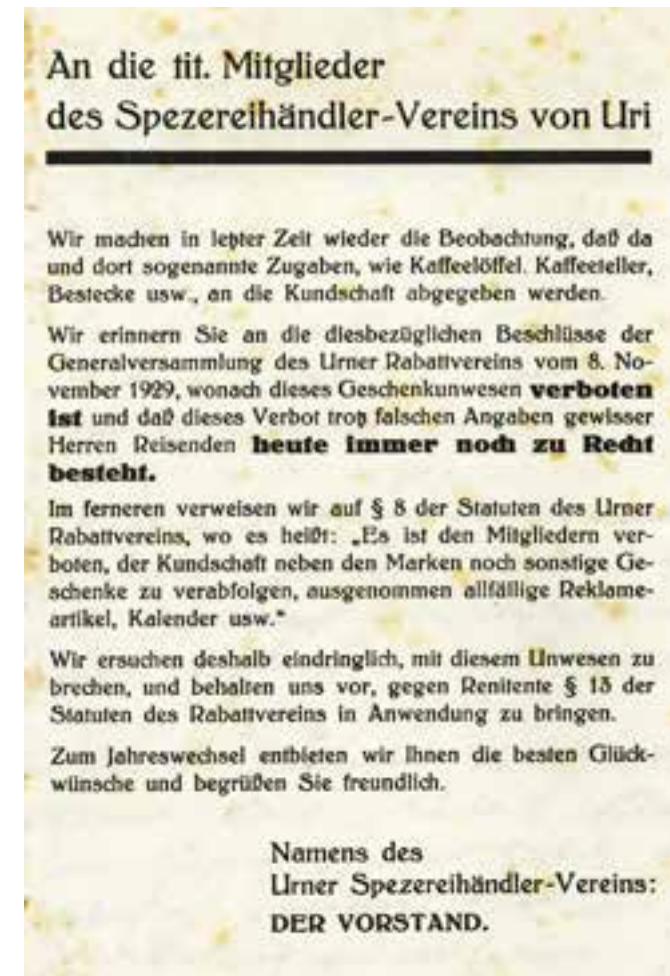 An die tit. Mitglieder
des Spezereihändler-Vereins von Uri
Wir machen in letzter Zeit wieder die Beobachtung, daß da
und dort sogenannte Zugaben, wie Kaffeelöffel. Kaffeeteller,
Bestecke usw., an die Kundschaft abgegeben werden.
Wir erinnern Sie an die diesbezüglichen Beschlüsse der
Generalversammlung des Urner Rabattvereins vom 8. No-
vember 1929, wonach dieses Geschenkunwesen verboten
ist und daß dieses Verbot trotz falschen Angaben gewisser
Herren Reisenden heute immer noch zu Recht
besteht.
Im ferneren verweisen wir auf § 8 der Statuten des Urner
Rabattvereins, wo es heißt: „Es ist den Mitgliedern ver-
boten, der Kundschaft neben den Marken noch sonstige Ge-
schenke zu verabfolgen, ausgenommen allfällige Reklame-
artikel, Kalender usw."
Wir ersuchen deshalb eindringlich, mit diesem Unwesen zu
brechen, und behalten uns vor, gegen Renitente § 13 der
Statuten des Rabattvereins in Anwendung zu bringen.
Zum Jahreswechsel entbieten wir Ihnen die besten Glück-
wünsche und begrüßen Sie freundlich.
Namens des
Urner Spezereihändler-Vereins:
DER VORSTAND.